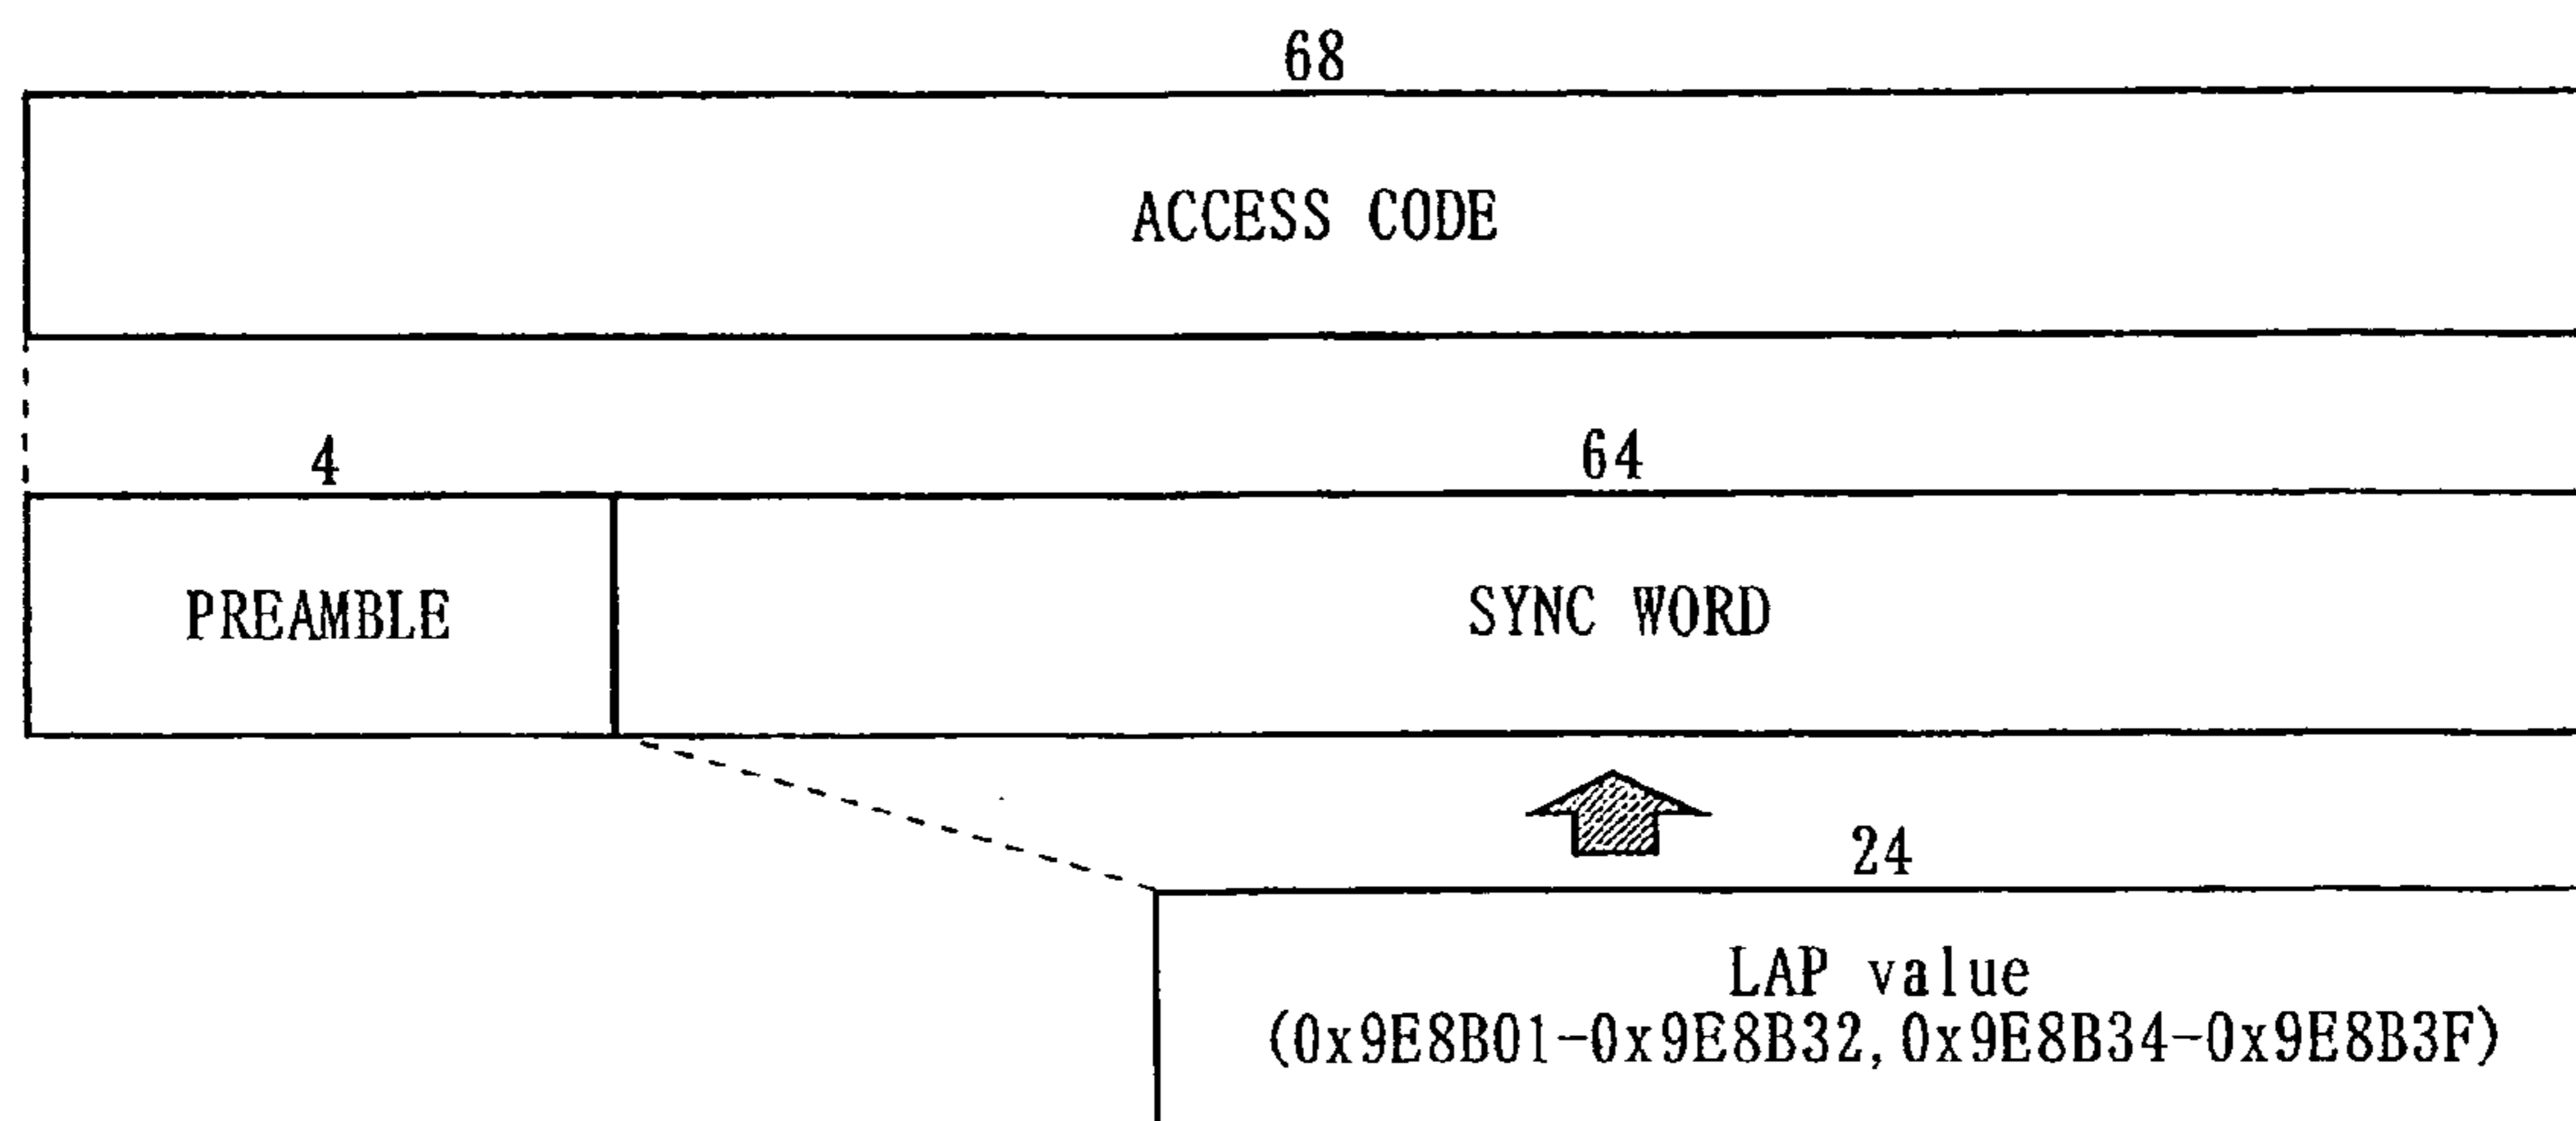 68
ACCESS CODE
4
64
PREAMBLE
SYNC WORD
24
LAP value
(0x9E8B01-0x9E8B32, 0x9E8B34-0x9E8B3F)